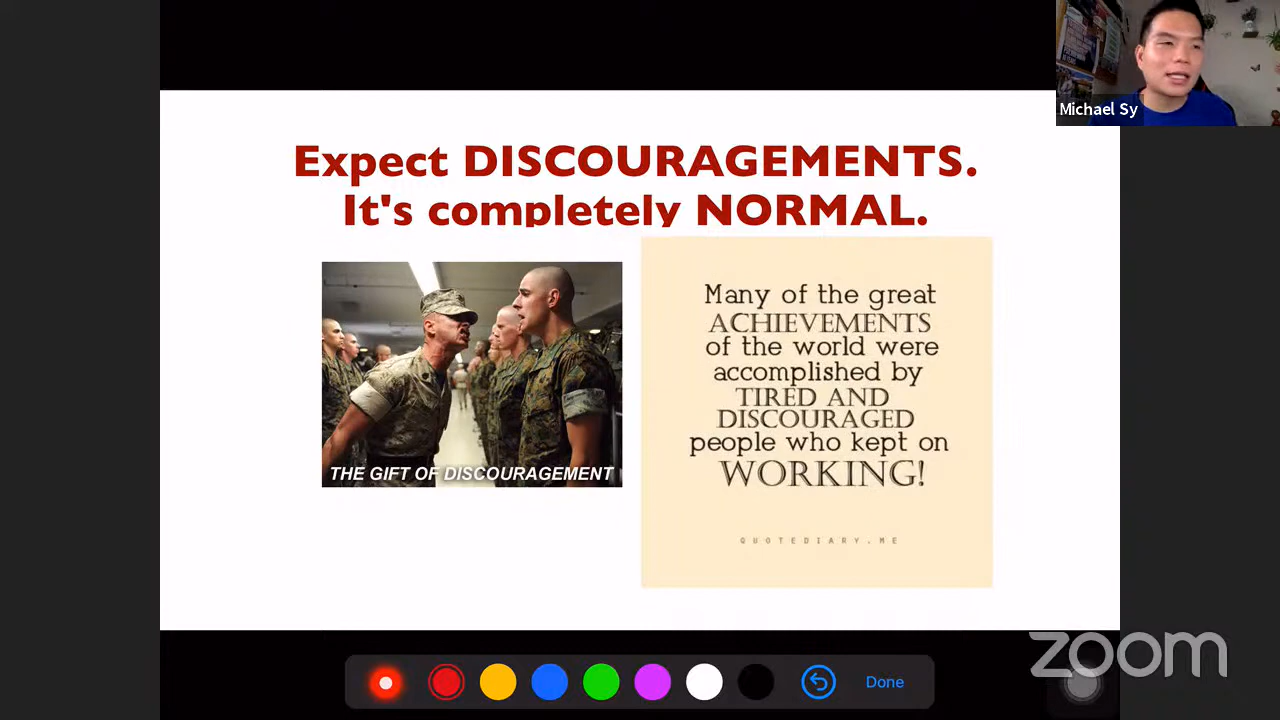 Michael Sy
Expect DISCOURAGEMENTS.
It's completely NORMAL.
THE GIFT OF DISCOURAGEMENT
Many of the great
ACHIEVEMENTS
of the world were
accomplished by
TIRED AND
DISCOURAGED
people who kept on
WORKING!
QUOTEDIARY.ME
zoom
Done